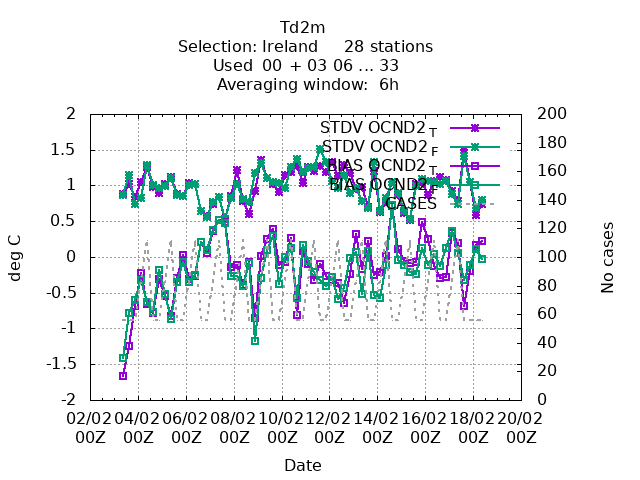 Td2m
Selection: Ireland 28 stations
Used 00 + 03 06 ... 33
Averaging window: 6h
STDV OCND2 T
STDV OCND2 F
BIAS OCND2 T
BIAS OCND2 F
CASES
2
1.5
1
0.5
0
-0.5
-1
-1.5
-2
deg C
200
180
160
140
120
100
80
60
40
20
0
No cases
02/02 04/02 06/02 08/02 10/02 12/02 14/02 16/02 18/02 20/02
00Z 00Z 00Z 00Z 00Z 00Z 00Z 00Z 00Z 00Z
Date